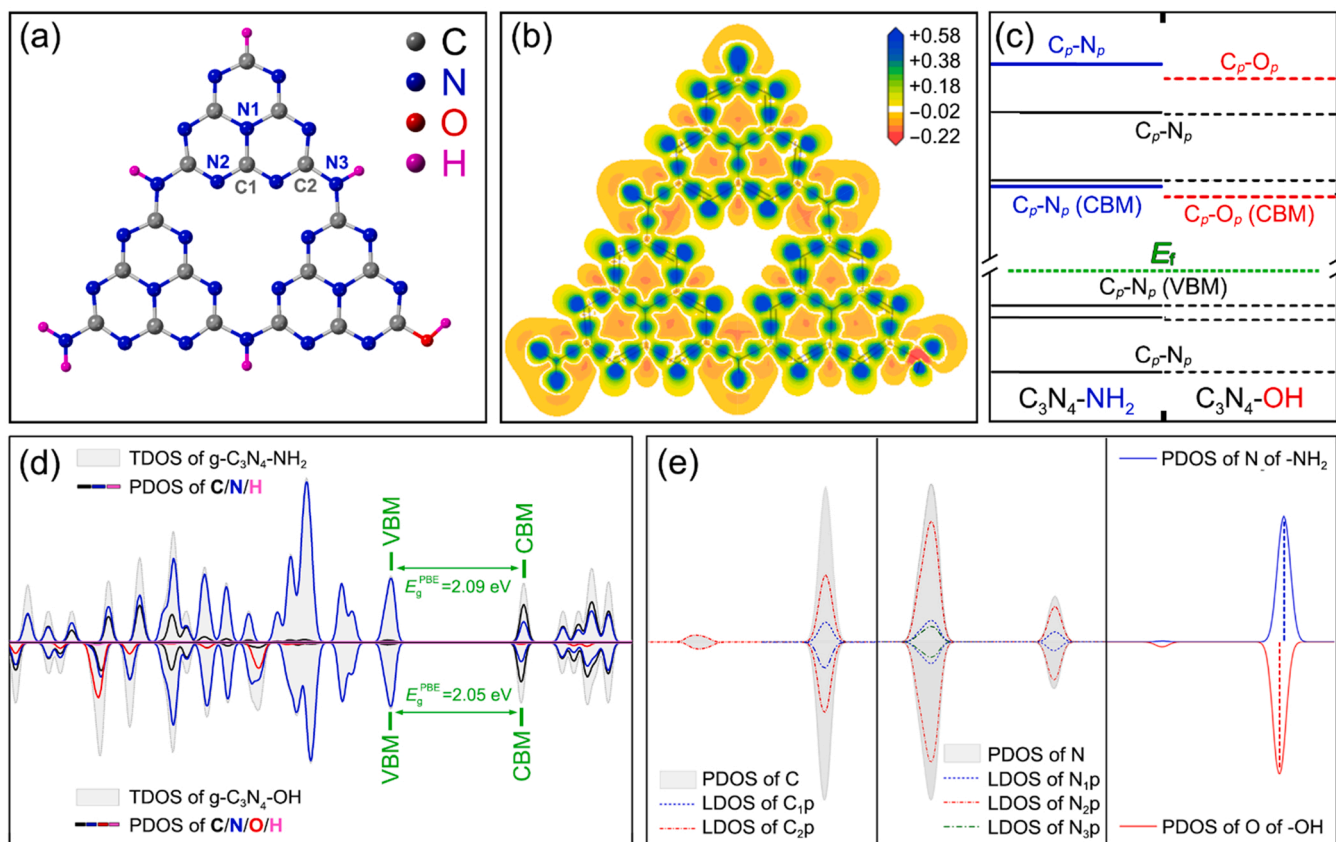 (a)
C
N
O
H
N1
N2
N3
C1
C2
(b)
+0.58
+0.38
+0.18
−0.02
−0.22
(c)
Cp-Np
Cp-Op
Cp-Np
Cp-Np (CBM)
Cp-Op (CBM)
Ef
Cp-Np (VBM)
Cp-Np
C3N4-NH2
C3N4-OH
(d)
TDOS of g-C3N4-NH2
PDOS of C/N/H
VBM
CBM
EgPBE=2.09 eV
EgPBE=2.05 eV
VBM
CBM
TDOS of g-C3N4-OH
PDOS of C/N/O/H
(e)
PDOS of N- of -NH2
PDOS of C
LDOS of C1p
LDOS of C2p
PDOS of N
LDOS of N1p
LDOS of N2p
LDOS of N3p
PDOS of O of -OH